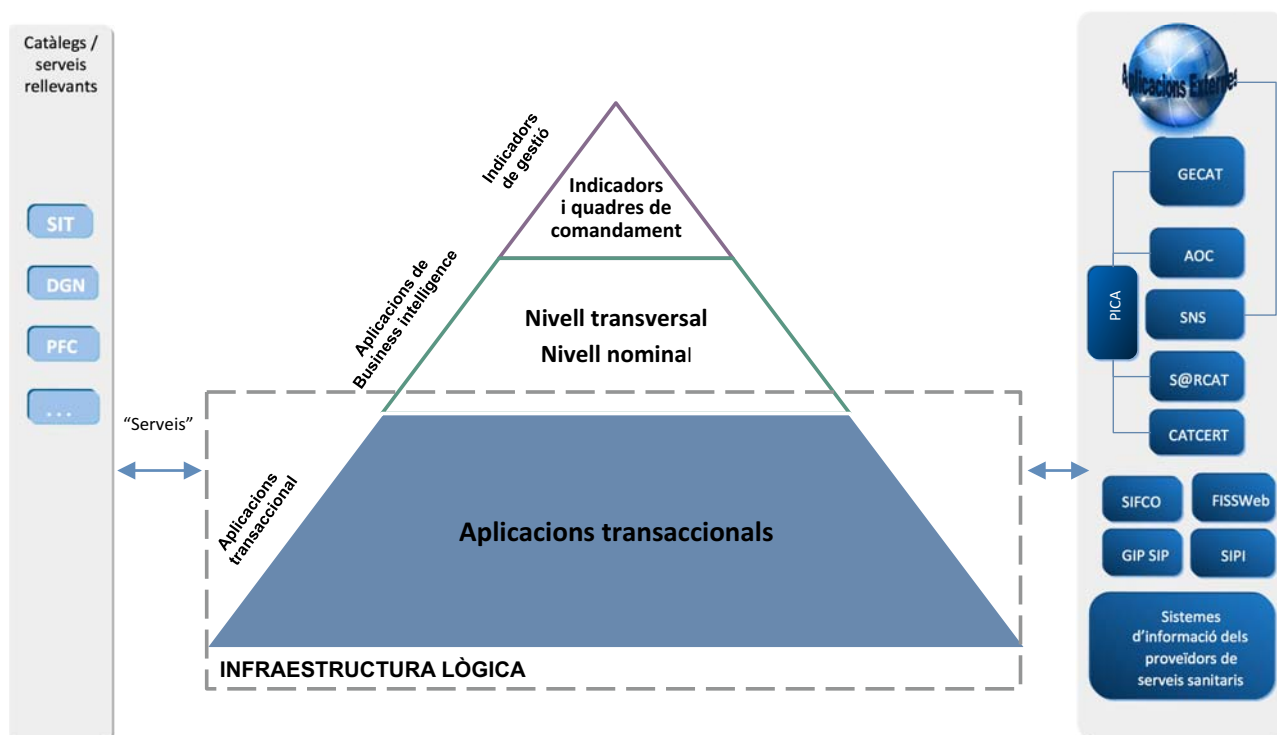 Catàlegs /
serveis
rellevants
SIT
DGN
PFC
...
“Serveis”
Indicadors
de gestió
Aplicacions de
Business intelligence
Aplicacions
transaccional
Indicadors
i quadres de
comandament
Nivell transversal
Nivell nominal
Aplicacions transaccionals
INFRAESTRUCTURA LÒGICA
Aplicacions Externes
GECAT
AOC
PICA
SNS
S@RCAT
CATCERT
SIFCO
FISSWeb
GIP SIP
SIPI
Sistemes
d’informació dels
proveïdors de
serveis sanitaris